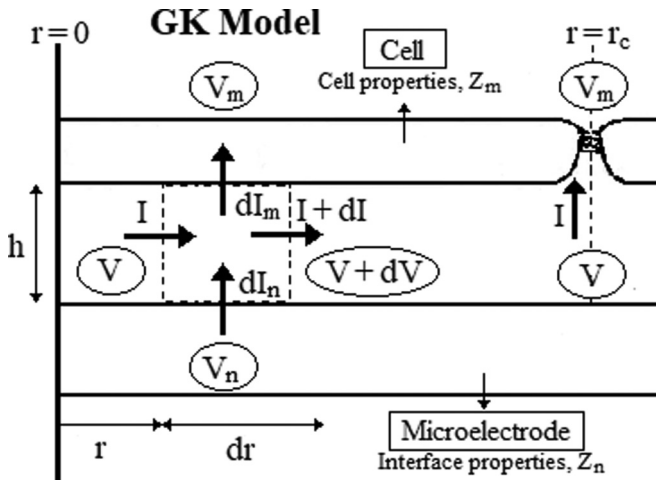 GK Model
r = 0
Cell
r = r_c
Cell properties, Z_m
V_m
V_m
I
dI_m
I + dI
I
h
V
dI_n
V + dV
V
V_n
r
dr
Microelectrode
Interface properties, Z_n